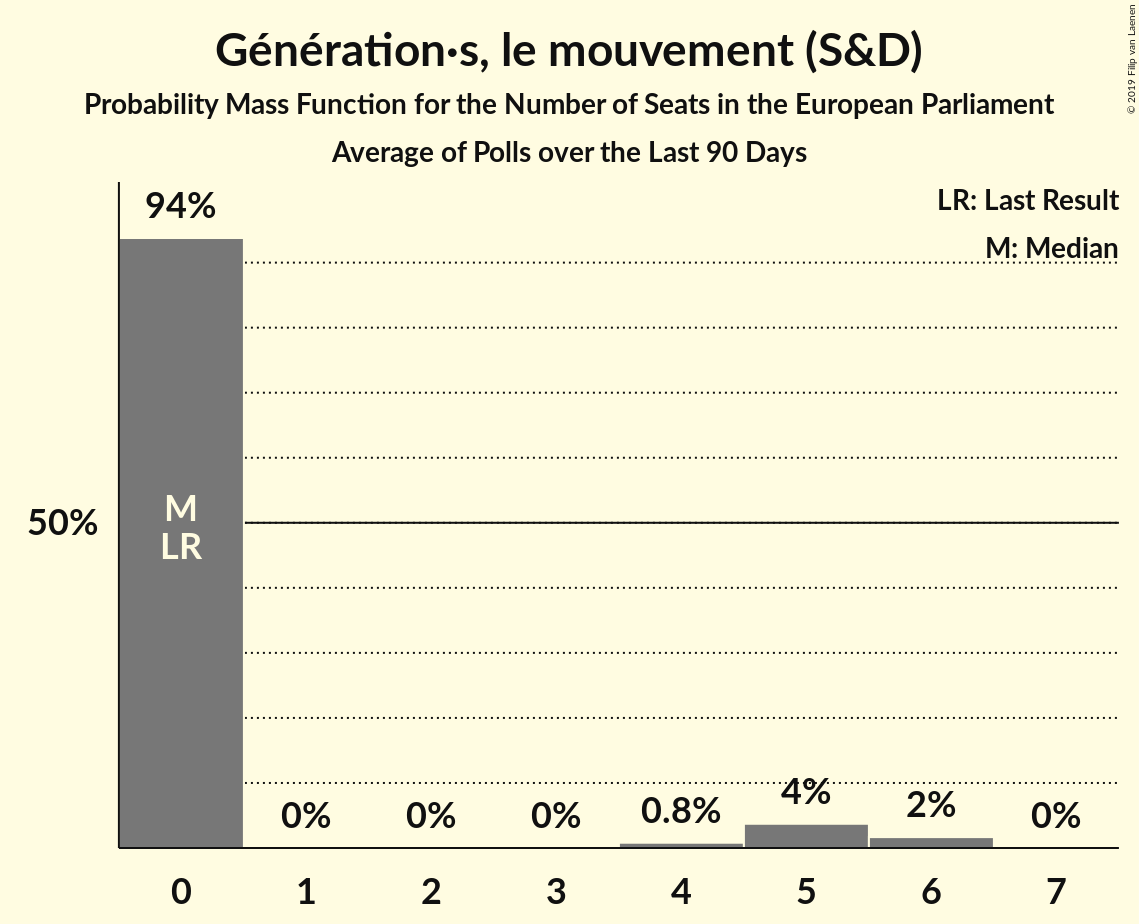 Génération·s, le mouvement (S&D)
Probability Mass Function for the Number of Seats in the European Parliament
Average of Polls over the Last 90 Days
© 2019 Filip van Laenen
LR: Last Result
M: Median
94%
50%
M
LR
0%
0%
0%
0.8%
4%
2%
0%
0
1
2
3
4
5
6
7